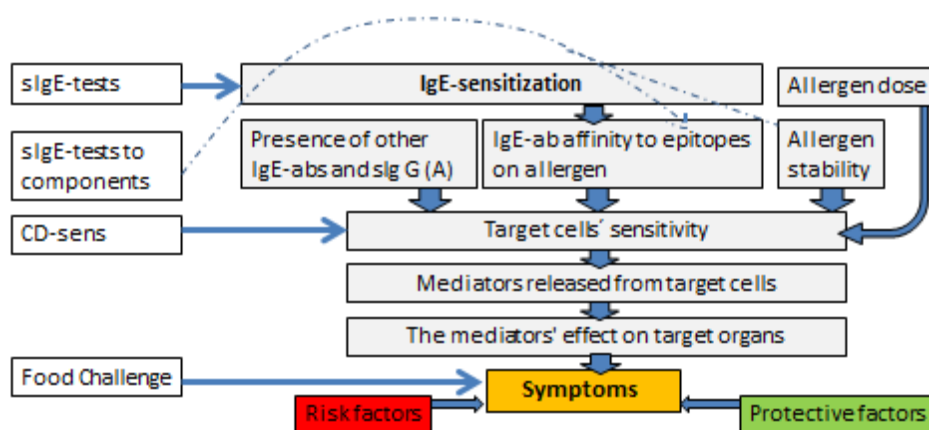 sIgE-tests
IgE-sensitization
Allergen dose
sIgE-tests to
components
Presence of other
IgE-abs and sIg G (A)
IgE-ab affinity to epitopes
on allergen
Allergen
stability
CD-sens
Target cells´ sensitivity
Mediators released from target cells
The mediators' effect on target organs
Food Challenge
Symptoms
Risk factors
Protective factors